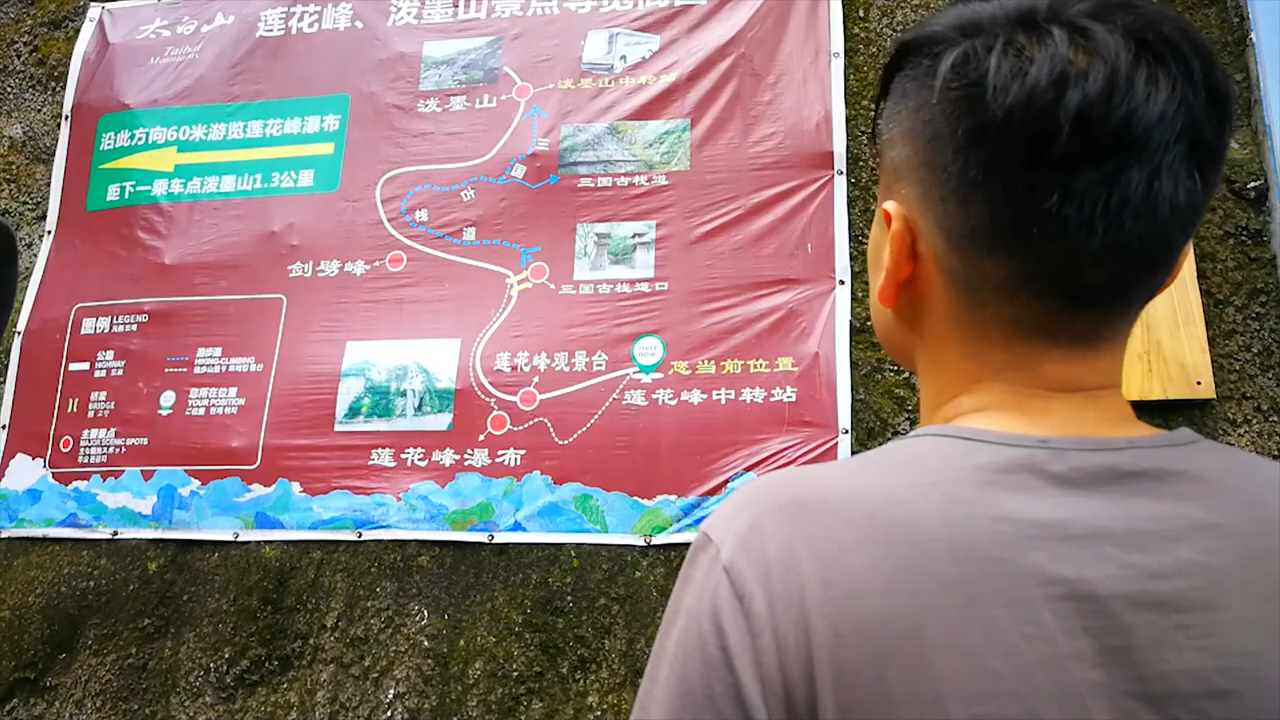 太白山
Taibai
Mountains
莲花峰、泼墨山景点导览简图
沿此方向60米游览莲花峰瀑布
距下一乘车点泼墨山1.3公里
泼墨山
泼墨山中转站
三国古栈道
三国古栈道
剑劈峰
三国古栈道口
莲花峰观景台
HERE
NOW
您当前位置
莲花峰中转站
莲花峰瀑布
图例 LEGEND
公路
HIGHWAY
桥梁
BRIDGE
主要景点
MAJOR SCENIC SPOTS
游步道
HIKING-CLIMBING
您所在位置
YOUR POSITION